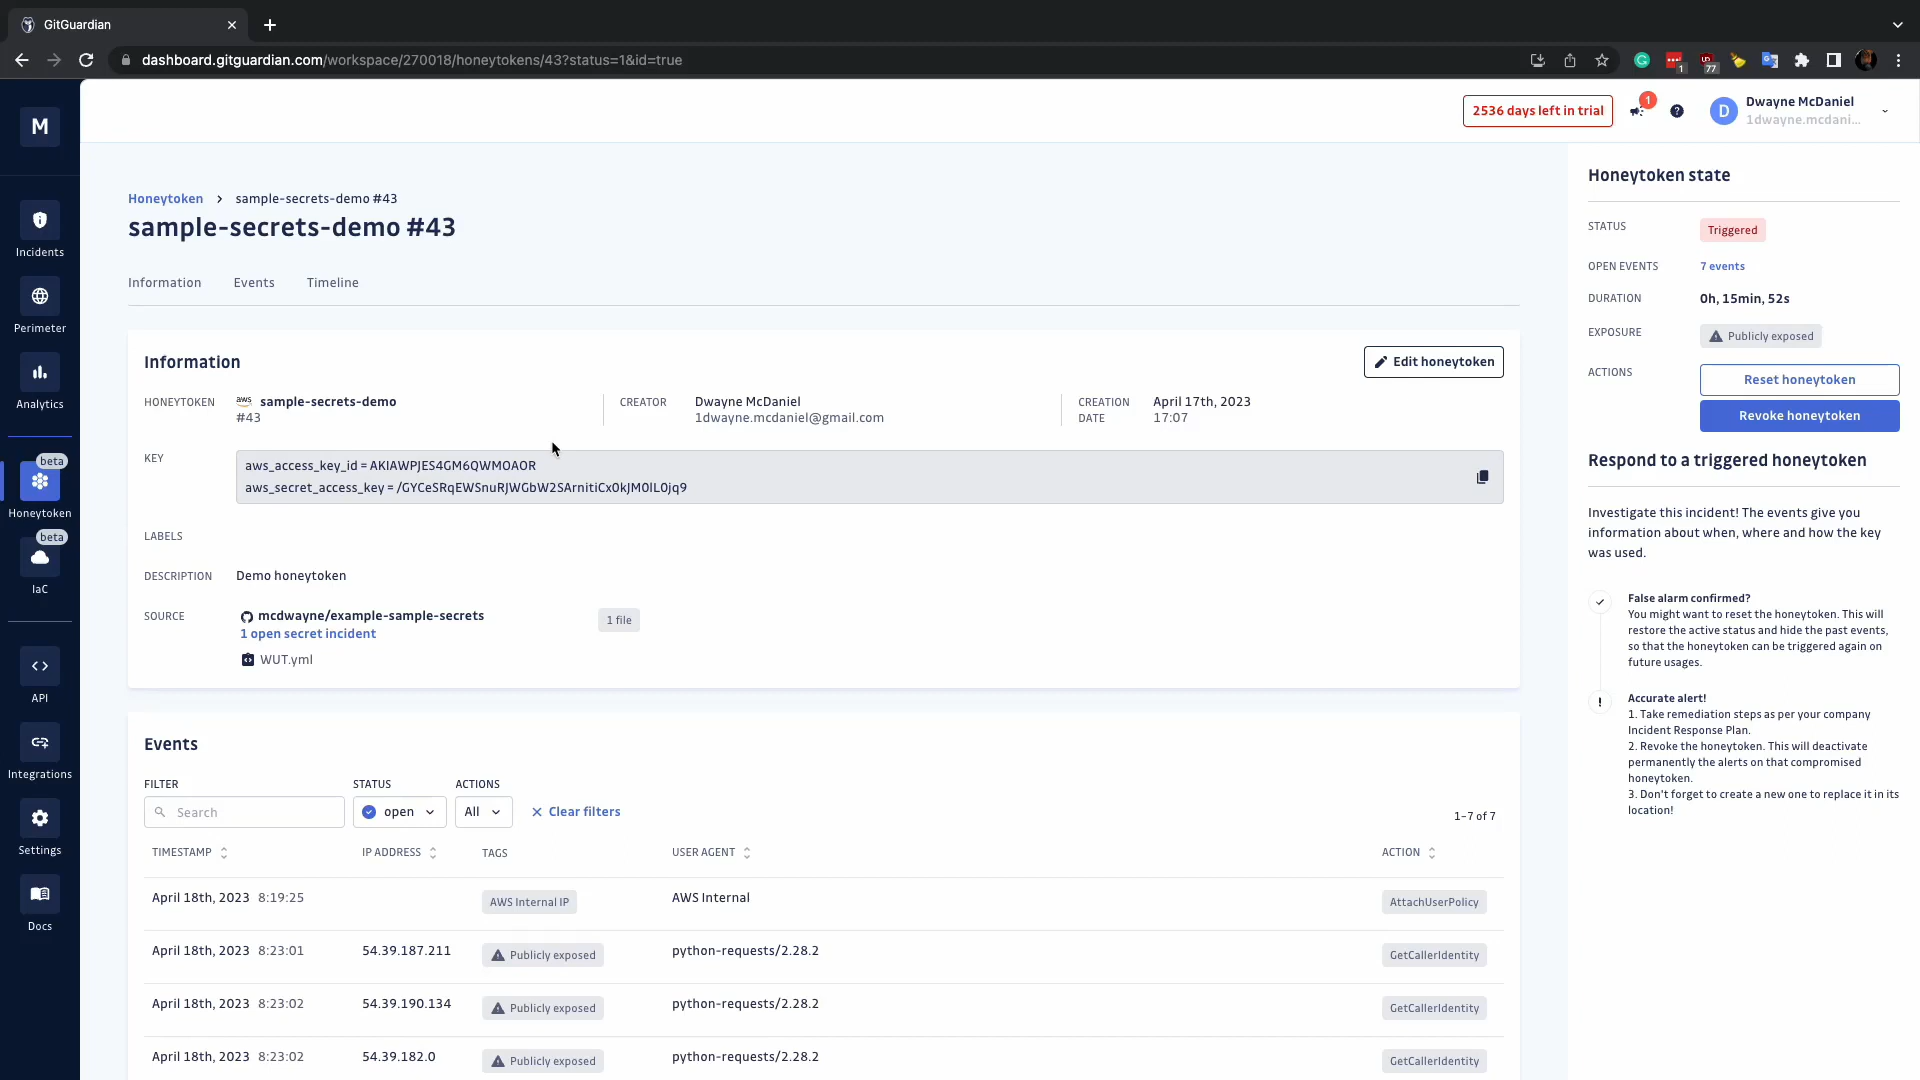 GitGuardian
dashboard.gitguardian.com/workspace/270018/honeytokens/43?status=1&id=true
1
77
M
2536 days left in trial
1
D
Dwayne McDaniel
1dwayne.mcdani...
Incidents
Perimeter
Analytics
beta
Honeytoken
beta
IaC
API
Integrations
Settings
Docs
Honeytoken > sample-secrets-demo #43
sample-secrets-demo #43
Information Events Timeline
Information
Edit honeytoken
HONEYTOKEN
aws sample-secrets-demo
#43
CREATOR
Dwayne McDaniel
1dwayne.mcdaniel@gmail.com
CREATION
DATE
April 17th, 2023
17:07
KEY
aws_access_key_id = AKIAWPJES4GM6QWMOAOR
aws_secret_access_key = /GYCeSRqEWSnuRJWGbW2SArnitiCx0kJM0lL0jq9
LABELS
DESCRIPTION
Demo honeytoken
SOURCE
mcdwayne/example-sample-secrets
1 open secret incident
1 file
WUT.yml
Events
FILTER STATUS ACTIONS
Search open All Clear filters
1-7 of 7
TIMESTAMP IP ADDRESS TAGS USER AGENT ACTION
April 18th, 2023 8:19:25 AWS Internal IP AWS Internal AttachUserPolicy
April 18th, 2023 8:23:01 54.39.187.211 Publicly exposed python-requests/2.28.2 GetCallerIdentity
April 18th, 2023 8:23:02 54.39.190.134 Publicly exposed python-requests/2.28.2 GetCallerIdentity
April 18th, 2023 8:23:02 54.39.182.0 Publicly exposed python-requests/2.28.2 GetCallerIdentity
Honeytoken state
STATUS Triggered
OPEN EVENTS 7 events
DURATION 0h, 15min, 52s
EXPOSURE Publicly exposed
ACTIONS Reset honeytoken
Revoke honeytoken
Respond to a triggered honeytoken
Investigate this incident! The events give you
information about when, where and how the key
was used.
False alarm confirmed?
You might want to reset the honeytoken. This will
restore the active status and hide the past events,
so that the honeytoken can be triggered again on
future usages.
Accurate alert!
1. Take remediation steps as per your company
Incident Response Plan.
2. Revoke the honeytoken. This will deactivate
permanently the alerts on that compromised
honeytoken.
3. Don't forget to create a new one to replace it in its
location!